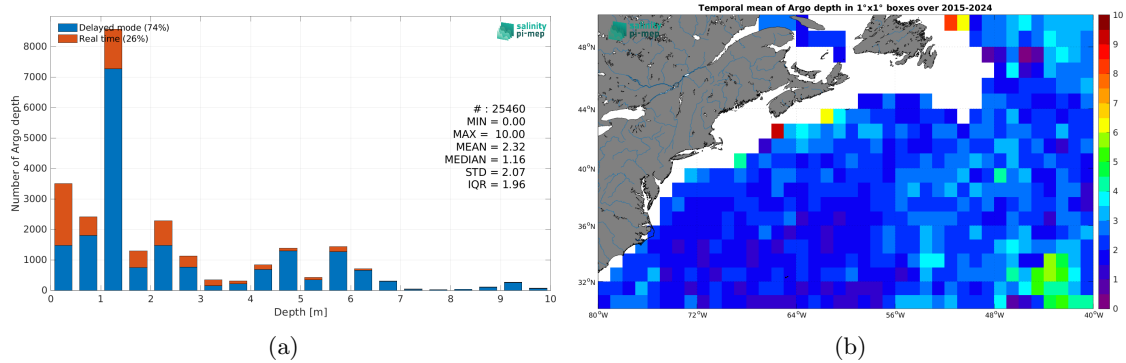 Delayed mode (74%)
Real time (26%)
salinity
pi-mep
# : 25460
MIN = 0.00
MAX = 10.00
MEAN = 2.32
MEDIAN = 1.16
STD = 2.07
IQR = 1.96
Number of Argo depth
8000
7000
6000
5000
4000
3000
2000
1000
0
0 1 2 3 4 5 6 7 8 9 10
Depth [m]
(a)
Temporal mean of Argo depth in 1°x1° boxes over 2015-2024
salinity
pi-mep
48°N
44°N
40°N
36°N
32°N
80°W 72°W 64°W 56°W 48°W 40°W
10
9
8
7
6
5
4
3
2
1
0
(b)